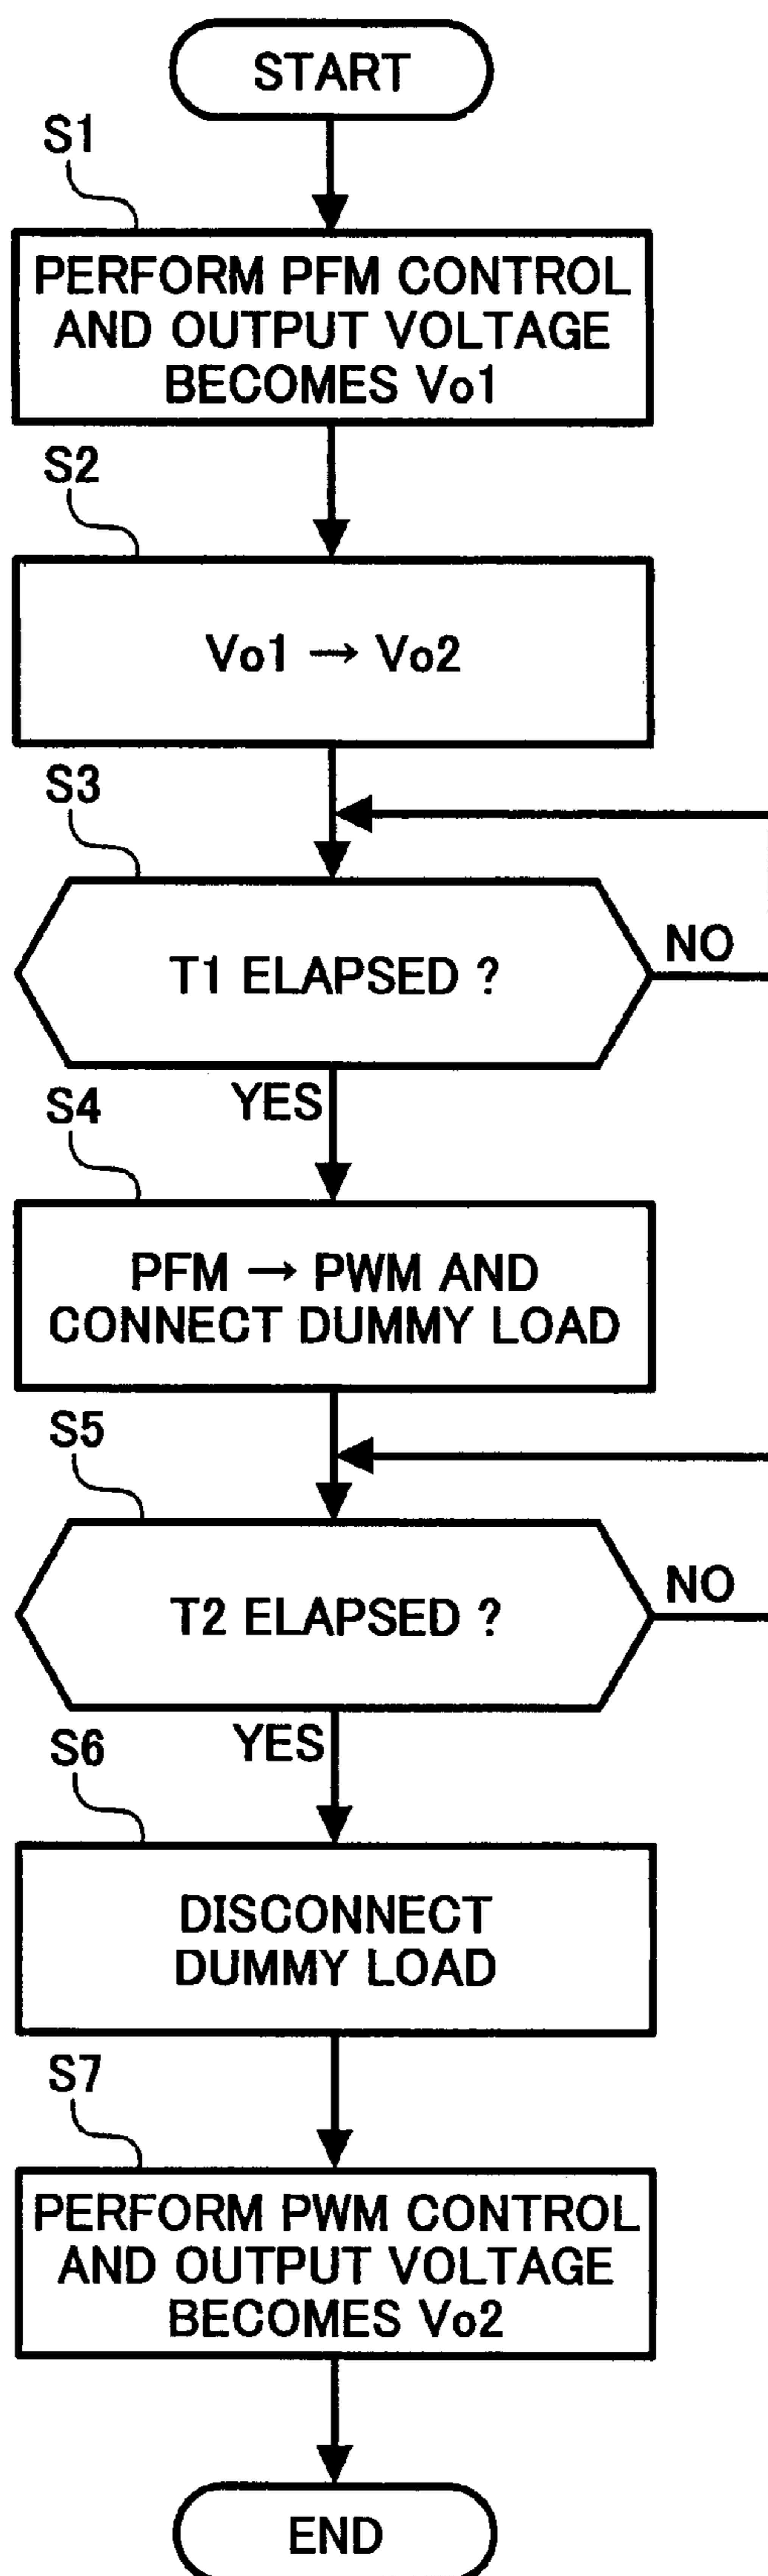 START
S1
PERFORM PFM CONTROL
AND OUTPUT VOLTAGE
BECOMES Vo1
S2
Vo1 → Vo2
S3
T1 ELAPSED ?
NO
YES
S4
PFM → PWM AND
CONNECT DUMMY LOAD
S5
T2 ELAPSED ?
NO
YES
S6
DISCONNECT
DUMMY LOAD
S7
PERFORM PWM CONTROL
AND OUTPUT VOLTAGE
BECOMES Vo2
END